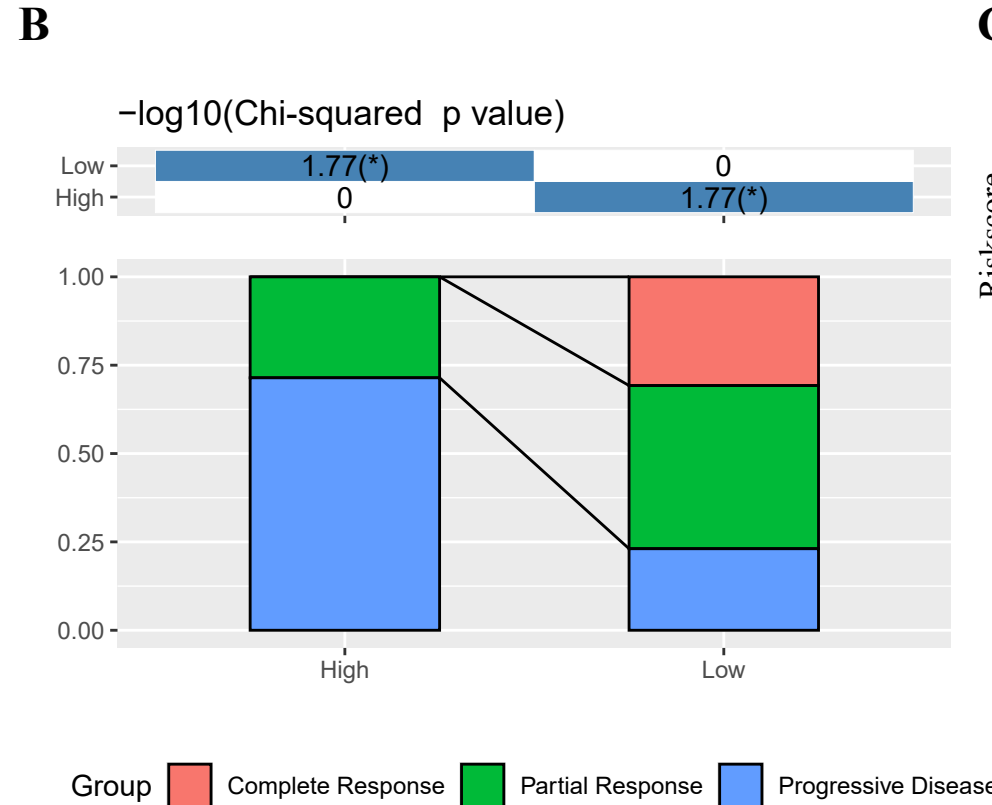 B
−log10(Chi-squared  p value)
Low
1.77(*)
0
High
0
1.77(*)
Riskscore
1.00
0.75
0.50
0.25
0.00
High
Low
Group
Complete Response
Partial Response
Progressive Disease